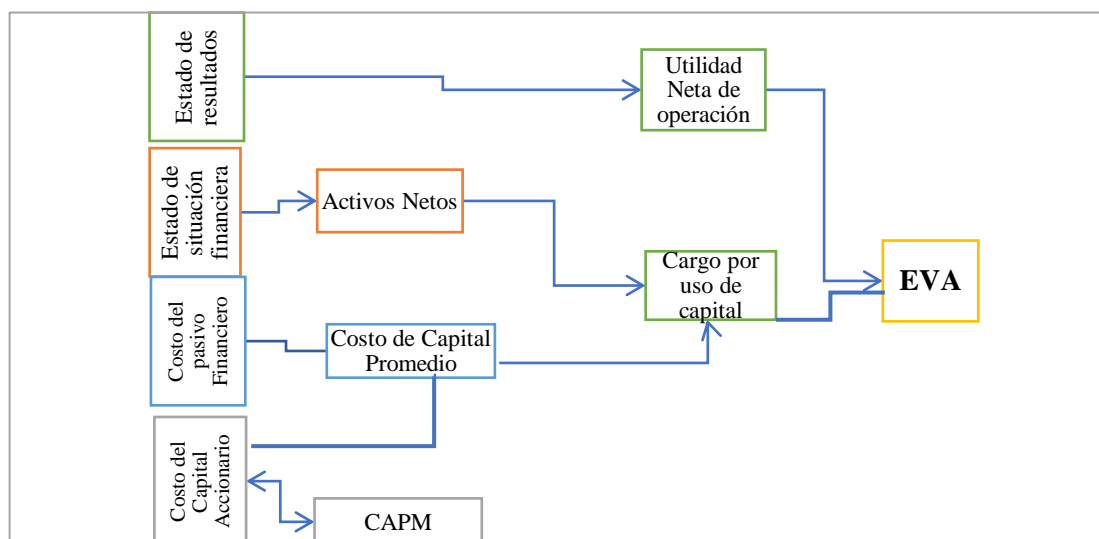 Estado de
resultados
Utilidad
Neta de
operación
Estado de
situación
financiera
Activos Netos
Cargo por
uso de
capital
EVA
Costo del
pasivo
Financiero
Costo de Capital
Promedio
Costo del
Capital
Accionario
CAPM